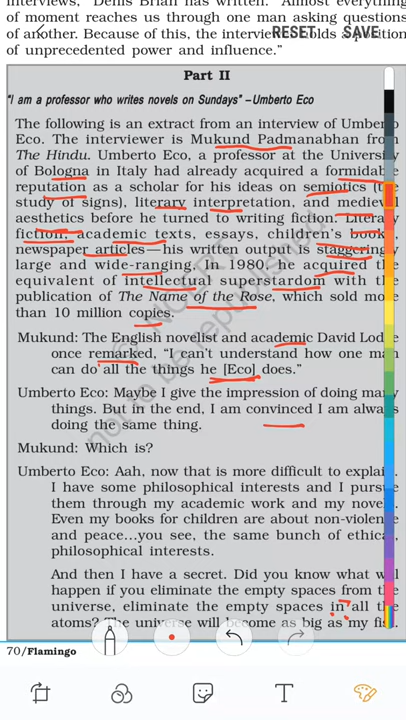 interviews," Denis Brian has written. "Almost everything
of moment reaches us through one man asking questions
of another. Because of this, the interviewer holds a position
RESET SAVE
of unprecedented power and influence."
Part II
"I am a professor who writes novels on Sundays" –Umberto Eco
The following is an extract from an interview of Umberto
Eco. The interviewer is Mukund Padmanabhan from
The Hindu. Umberto Eco, a professor at the University
of Bologna in Italy had already acquired a formidable
reputation as a scholar for his ideas on semiotics (the
study of signs), literary interpretation, and medieval
aesthetics before he turned to writing fiction. Literary
fiction, academic texts, essays, children's books,
newspaper articles—his written output is staggeringly
large and wide-ranging. In 1980, he acquired the
equivalent of intellectual superstardom with the
publication of The Name of the Rose, which sold more
than 10 million copies.
Mukund: The English novelist and academic David Lodge
once remarked, "I can't understand how one man
can do all the things he [Eco] does."
Umberto Eco: Maybe I give the impression of doing many
things. But in the end, I am convinced I am always
doing the same thing.
Mukund: Which is?
Umberto Eco: Aah, now that is more difficult to explain.
I have some philosophical interests and I pursue
them through my academic work and my novels.
Even my books for children are about non-violence
and peace...you see, the same bunch of ethical,
philosophical interests.
And then I have a secret. Did you know what will
happen if you eliminate the empty spaces from the
universe, eliminate the empty spaces in all the
atoms? The universe will become as big as my fist.
70/Flamingo
T